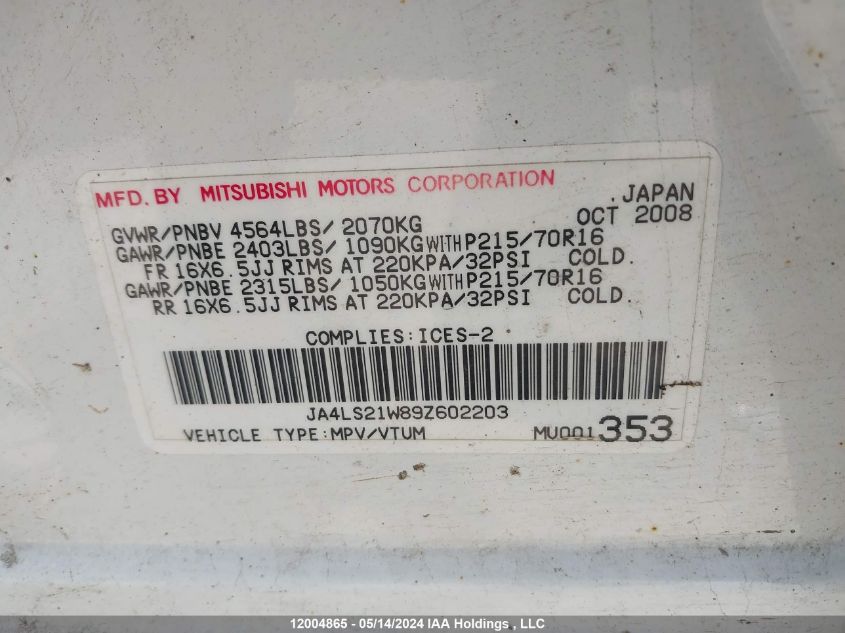 MFD. BY MITSUBISHI MOTORS CORPORATION JAPAN
OCT 2008
GVWR/PNBV 4564LBS/ 2070KG
GAWR/PNBE 2403LBS/ 1090KG WITH P215/70R16
FR 16X6.5JJ RIMS AT 220KPA/32PSI COLD.
GAWR/PNBE 2315LBS/ 1050KG WITH P215/70R16
RR 16X6.5JJ RIMS AT 220KPA/32PSI COLD.
COMPLIES:ICES-2
JA4LS21W89Z602203
VEHICLE TYPE:MPV/VTUM MU001353
12004865 - 05/14/2024 IAA Holdings , LLC